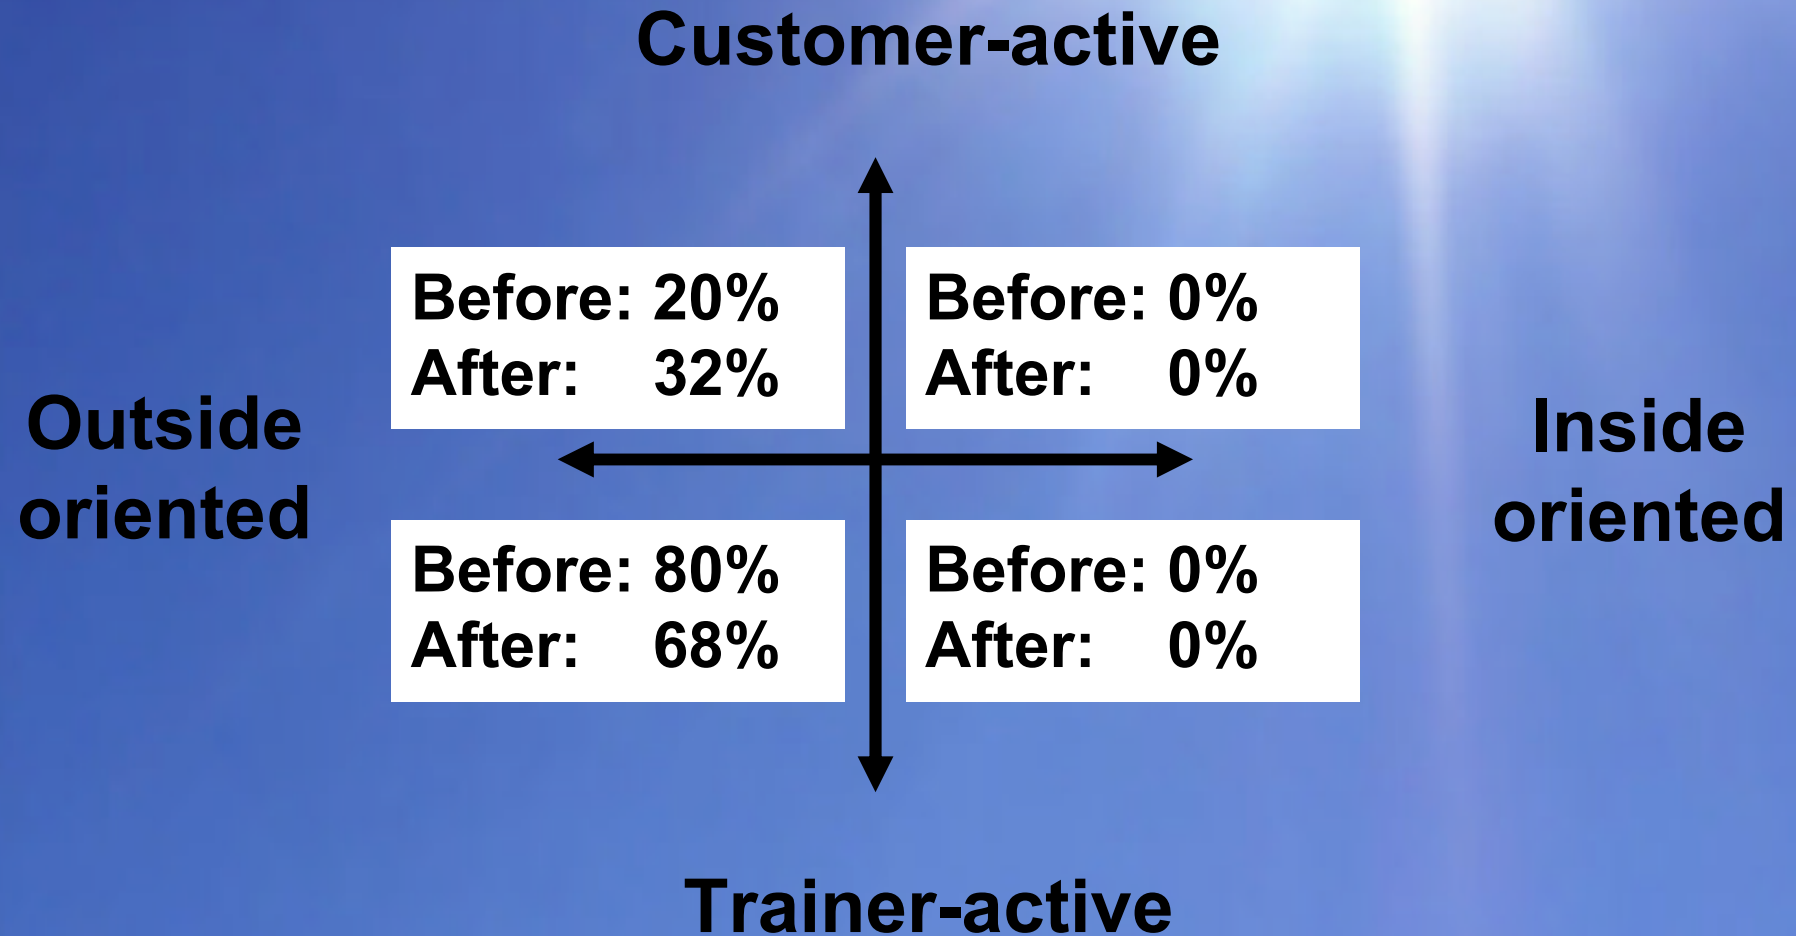 Customer-active
Before: 20%
After: 32%
Before: 0%
After: 0%
Outside
oriented
Inside
oriented
Before: 80%
After: 68%
Before: 0%
After: 0%
Trainer-active